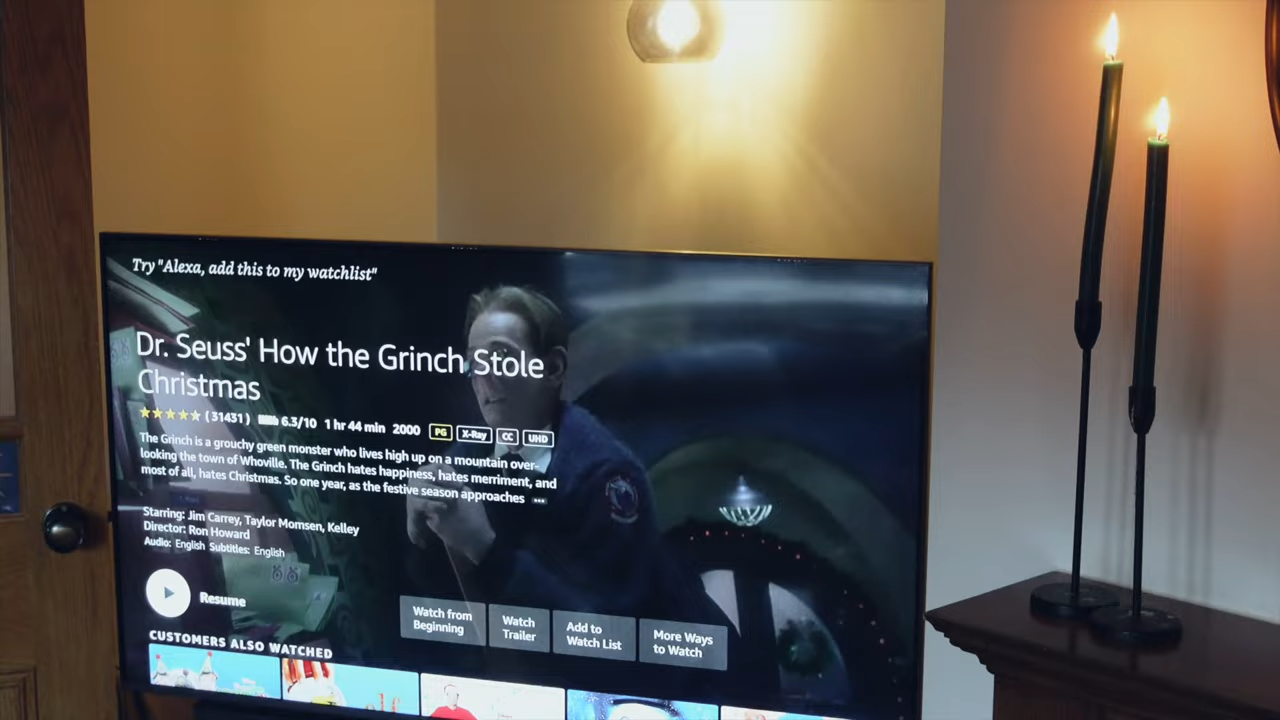 Try "Alexa, add this to my watchlist"
Dr. Seuss' How the Grinch Stole
Christmas
(31431) 6.3/10 1 hr 44 min 2000 PG X-Ray CC UHD
The Grinch is a grouchy green monster who lives high up on a mountain over-
looking the town of Whoville. The Grinch hates happiness, hates merriment, and
most of all, hates Christmas. So one year, as the festive season approaches ...
Starring: Jim Carrey, Taylor Momsen, Kelley
Director: Ron Howard
Audio: English Subtitles: English
Resume
Watch from
Beginning
Watch
Trailer
Add to
Watch List
More Ways
to Watch
CUSTOMERS ALSO WATCHED